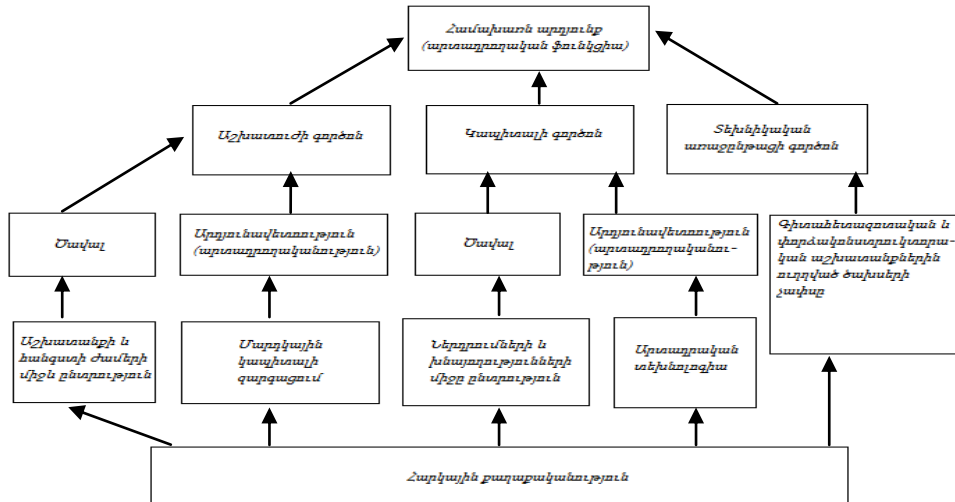 Համախառն արդյունք
(արտադրողական ֆունկցիա)
Աշխատուժի գործոն
Կապիտալի գործոն
Տեխնիկական
առաջընթացի գործոն
Ծավալ
Արդյունավետություն
(արտադրողականություն)
Ծավալ
Արդյունավետություն
(արտադրողականու-
թյուն)
Գիտահետազոտական և
փորձակոնստրուկտորա-
կան աշխատանքներին
ուղղված ծախսերի
չափսը
Աշխատանքի և
հանգստի ժամերի
միջև ընտրություն
Մարդկային
կապիտալի
զարգացում
Ներդրումների և
խնայողությունների
միջը ընտրություն
Արտադրական
տեխնոլոգիա
Հարկային քաղաքականություն